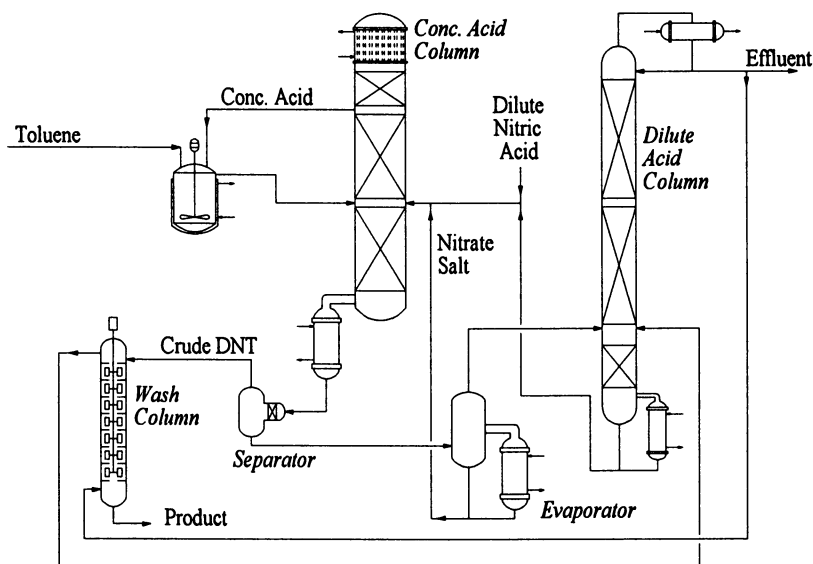 Conc. Acid
Column
Effluent
Conc. Acid
Dilute
Nitric
Acid
Toluene
Dilute
Acid
Column
Nitrate
Salt
Crude DNT
Wash
Column
Separator
Evaporator
Product